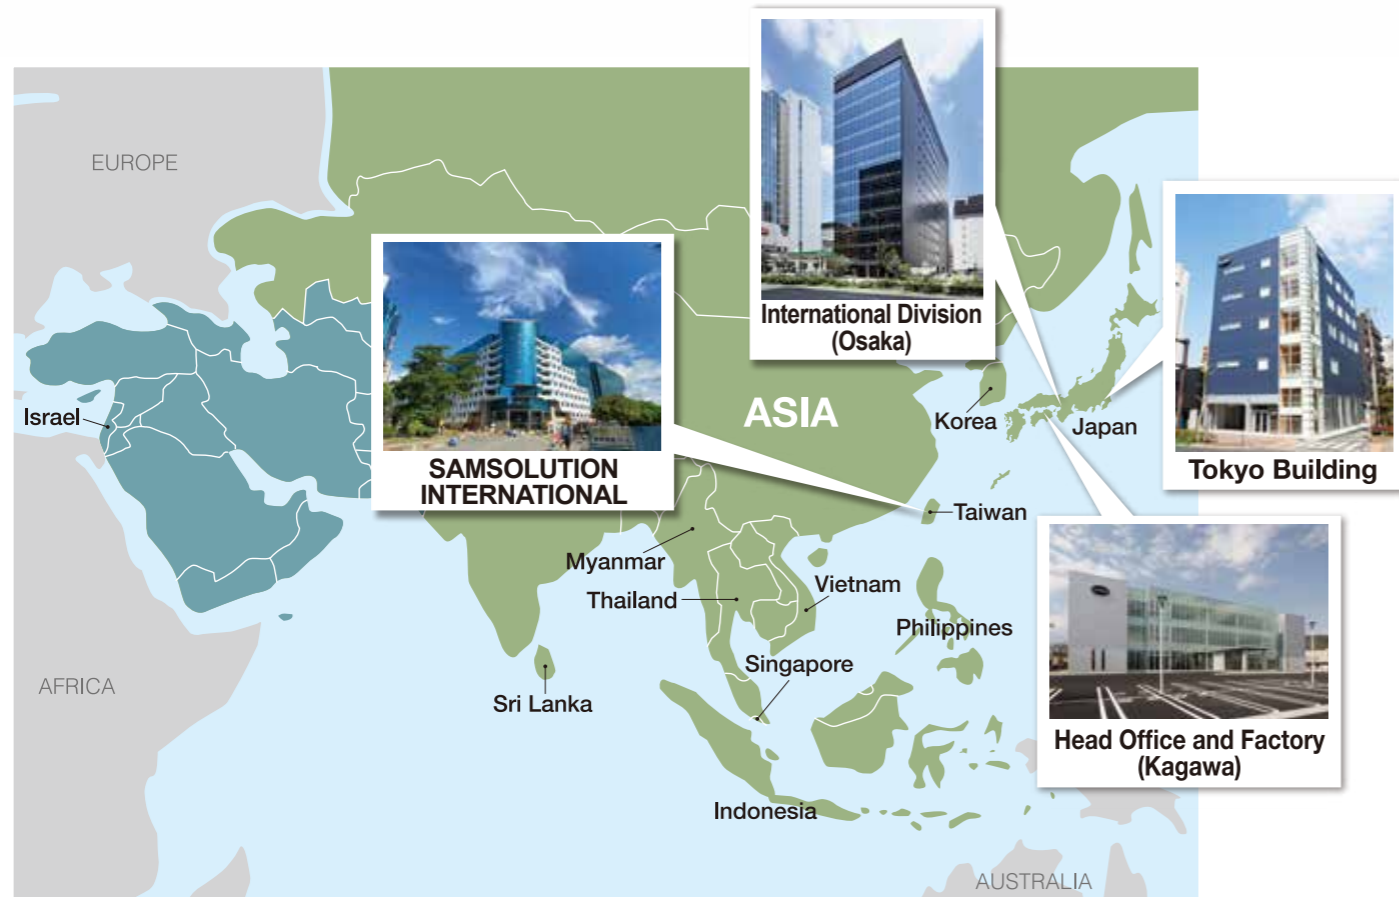 EUROPE
International Division
(Osaka)
Tokyo Building
SAMSOLUTION
INTERNATIONAL
ASIA
Israel
Korea
Japan
Taiwan
Myanmar
Thailand
Vietnam
Philippines
Singapore
Sri Lanka
AFRICA
Head Office and Factory
(Kagawa)
Indonesia
AUSTRALIA